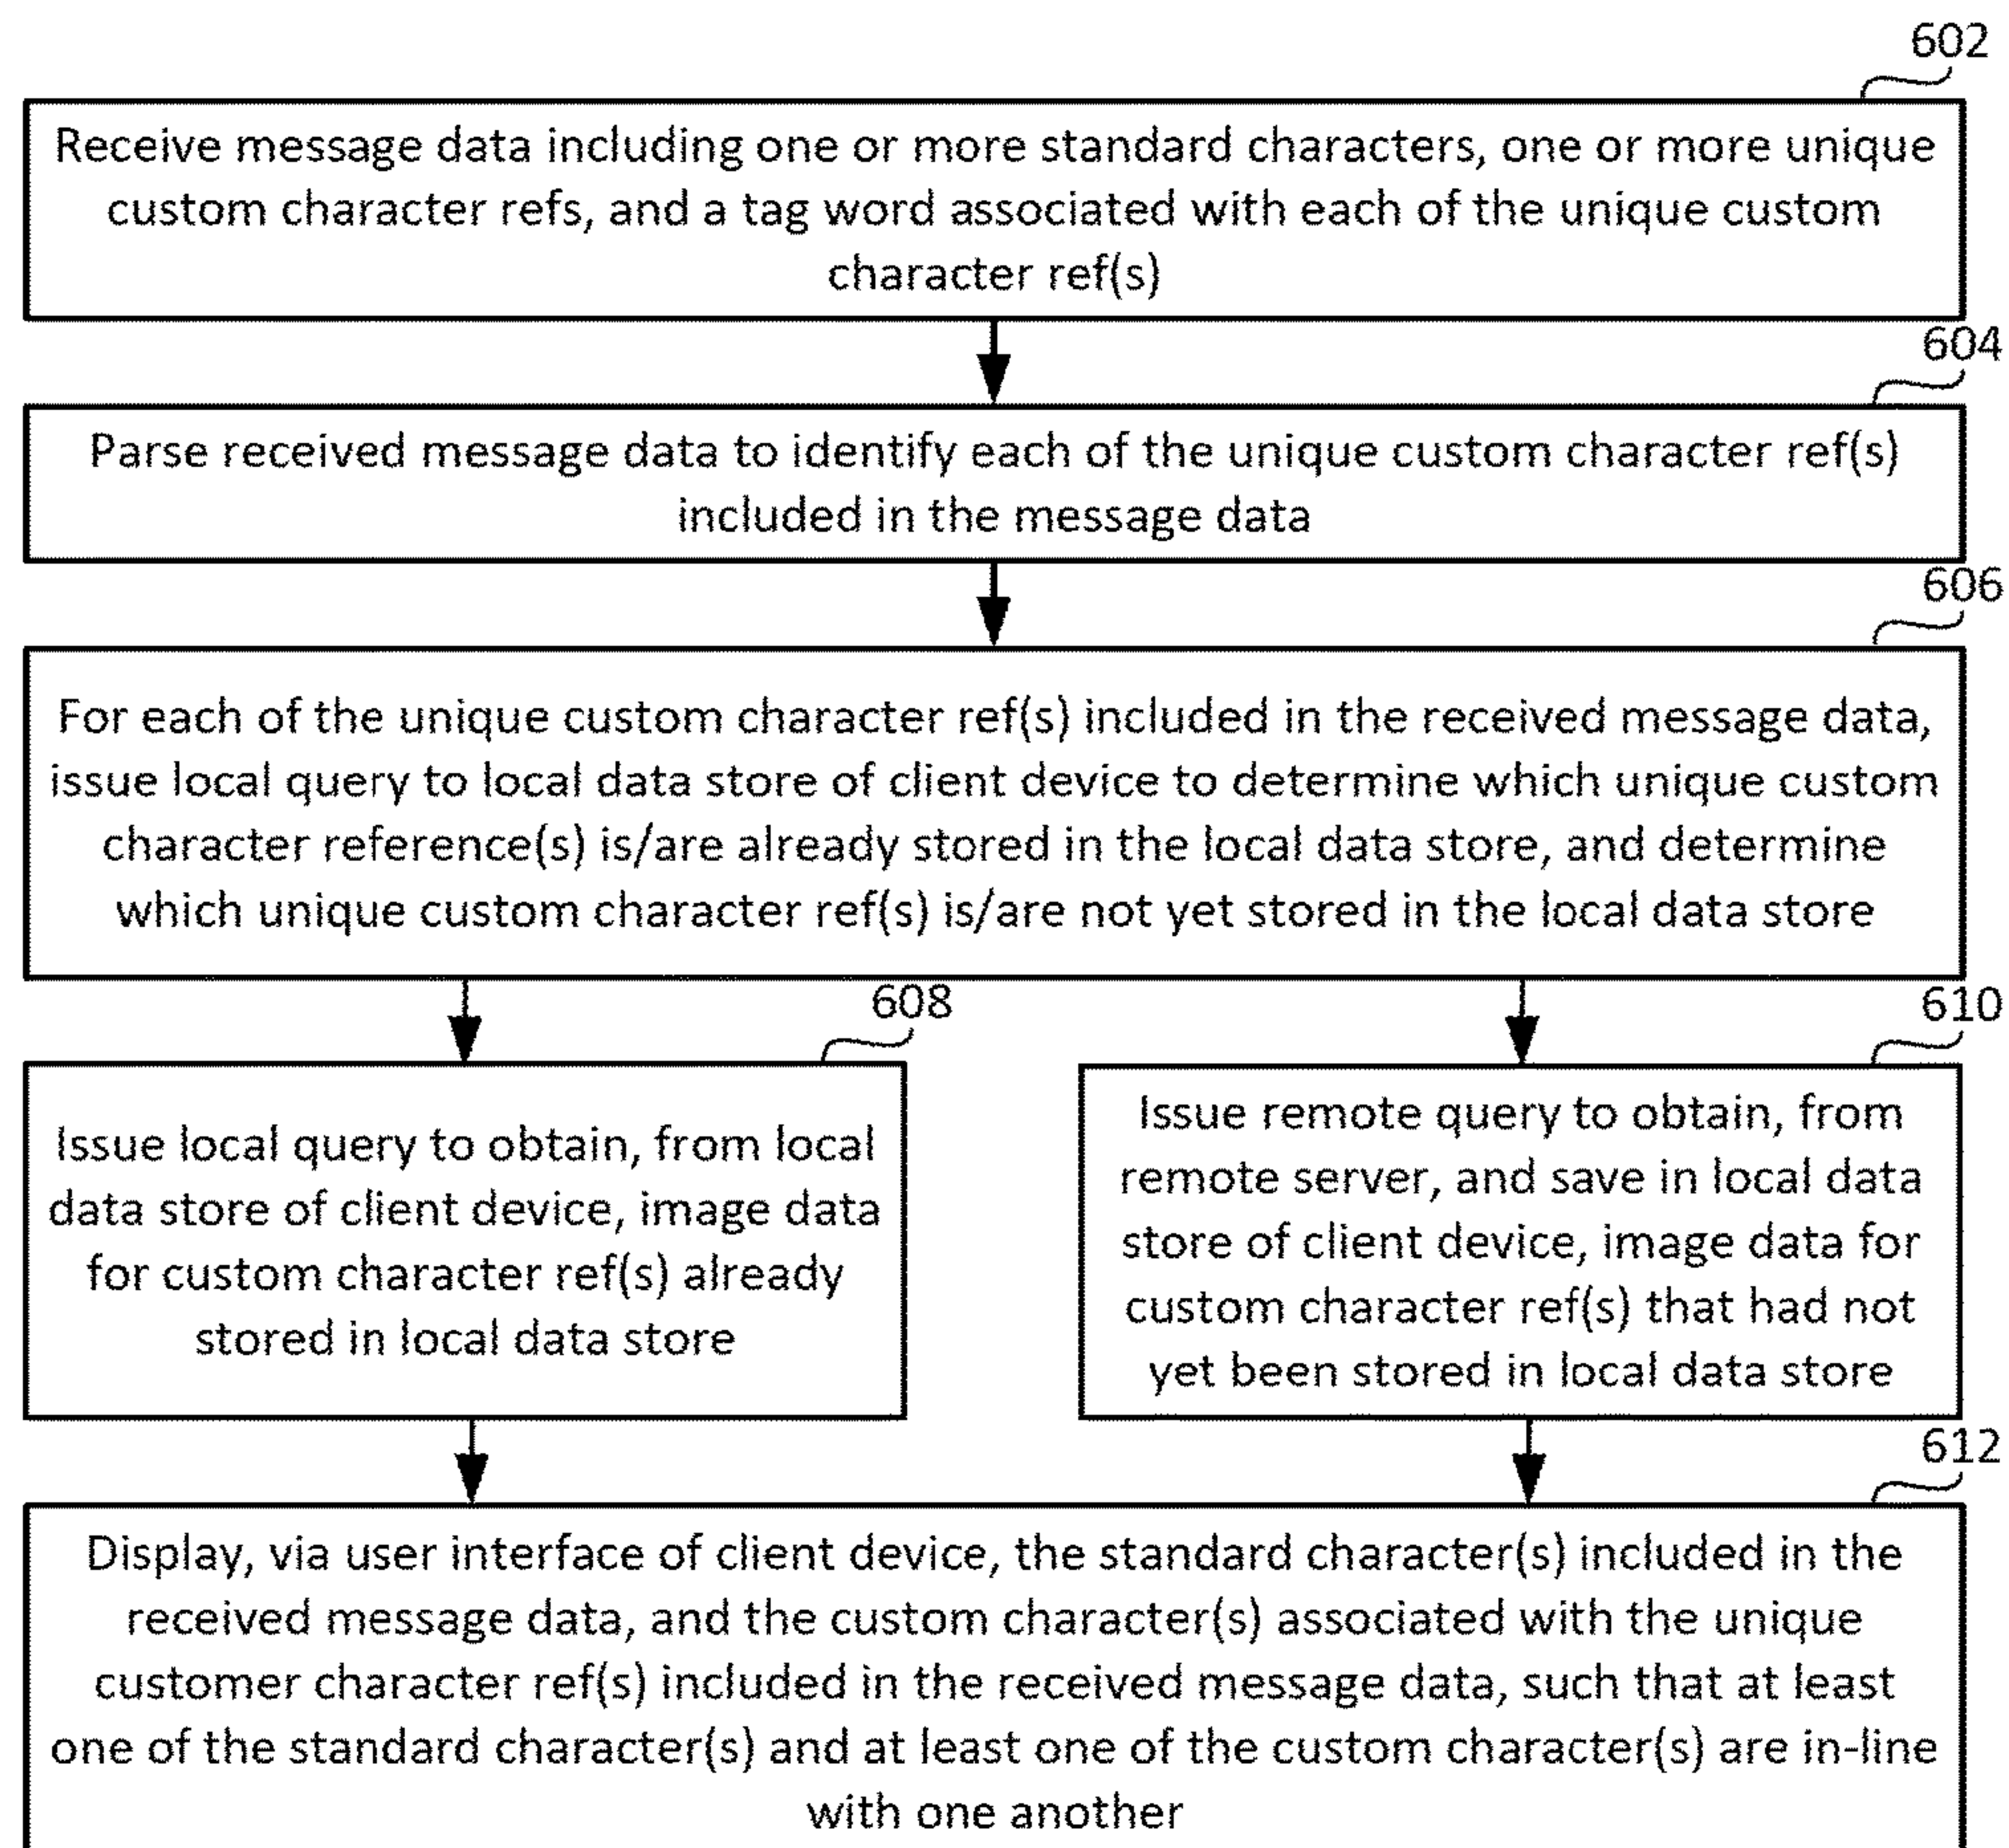 602
Receive message data including one or more standard characters, one or more unique
custom character refs, and a tag word associated with each of the unique custom
character ref(s)
604
Parse received message data to identify each of the unique custom character ref(s)
included in the message data
606
For each of the unique custom character ref(s) included in the received message data,
issue local query to local data store of client device to determine which unique custom
character reference(s) is/are already stored in the local data store, and determine
which unique custom character ref(s) is/are not yet stored in the local data store
608
Issue local query to obtain, from local
data store of client device, image data
for custom character ref(s) already
stored in local data store
610
Issue remote query to obtain, from
remote server, and save in local data
store of client device, image data for
custom character ref(s) that had not
yet been stored in local data store
612
Display, via user interface of client device, the standard character(s) included in the
received message data, and the custom character(s) associated with the unique
customer character ref(s) included in the received message data, such that at least
one of the standard character(s) and at least one of the custom character(s) are in-line
with one another